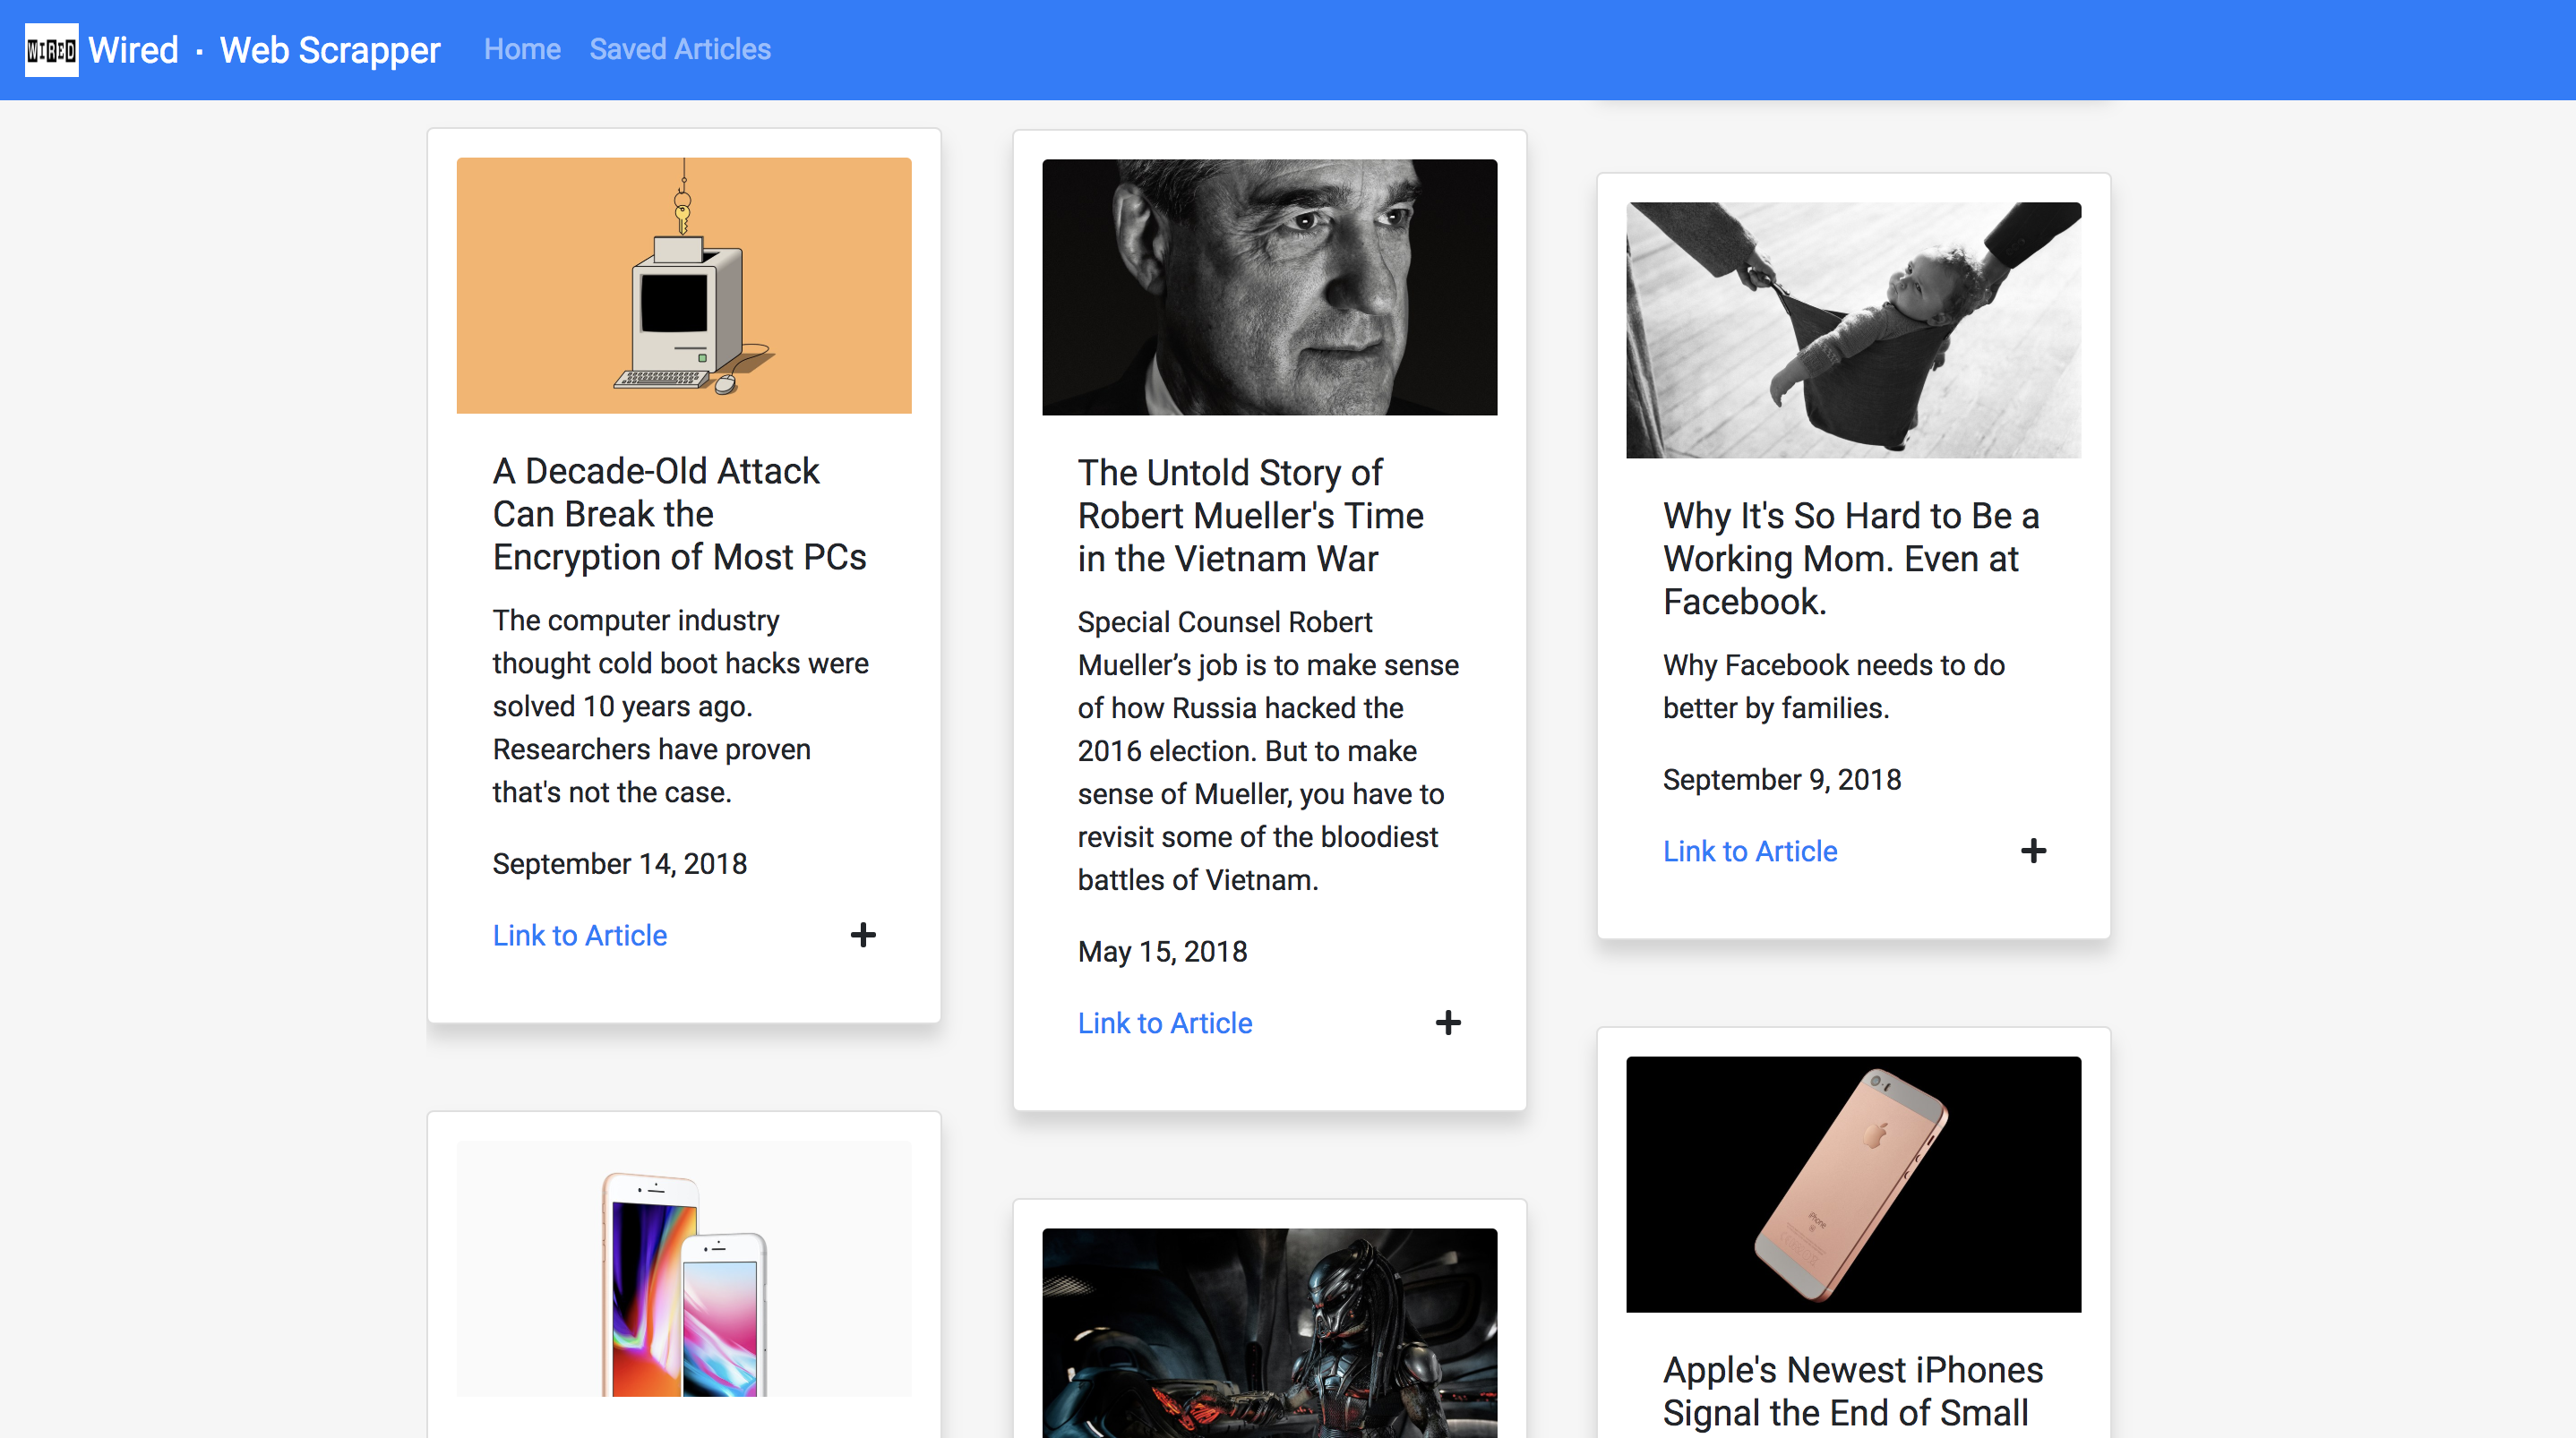 WIRED Wired · Web Scrapper Home Saved Articles
A Decade-Old Attack
Can Break the
Encryption of Most PCs
The computer industry
thought cold boot hacks were
solved 10 years ago.
Researchers have proven
that's not the case.
September 14, 2018
Link to Article +
The Untold Story of
Robert Mueller's Time
in the Vietnam War
Special Counsel Robert
Mueller’s job is to make sense
of how Russia hacked the
2016 election. But to make
sense of Mueller, you have to
revisit some of the bloodiest
battles of Vietnam.
May 15, 2018
Link to Article +
Why It's So Hard to Be a
Working Mom. Even at
Facebook.
Why Facebook needs to do
better by families.
September 9, 2018
Link to Article +
iPhone
Apple's Newest iPhones
Signal the End of Small